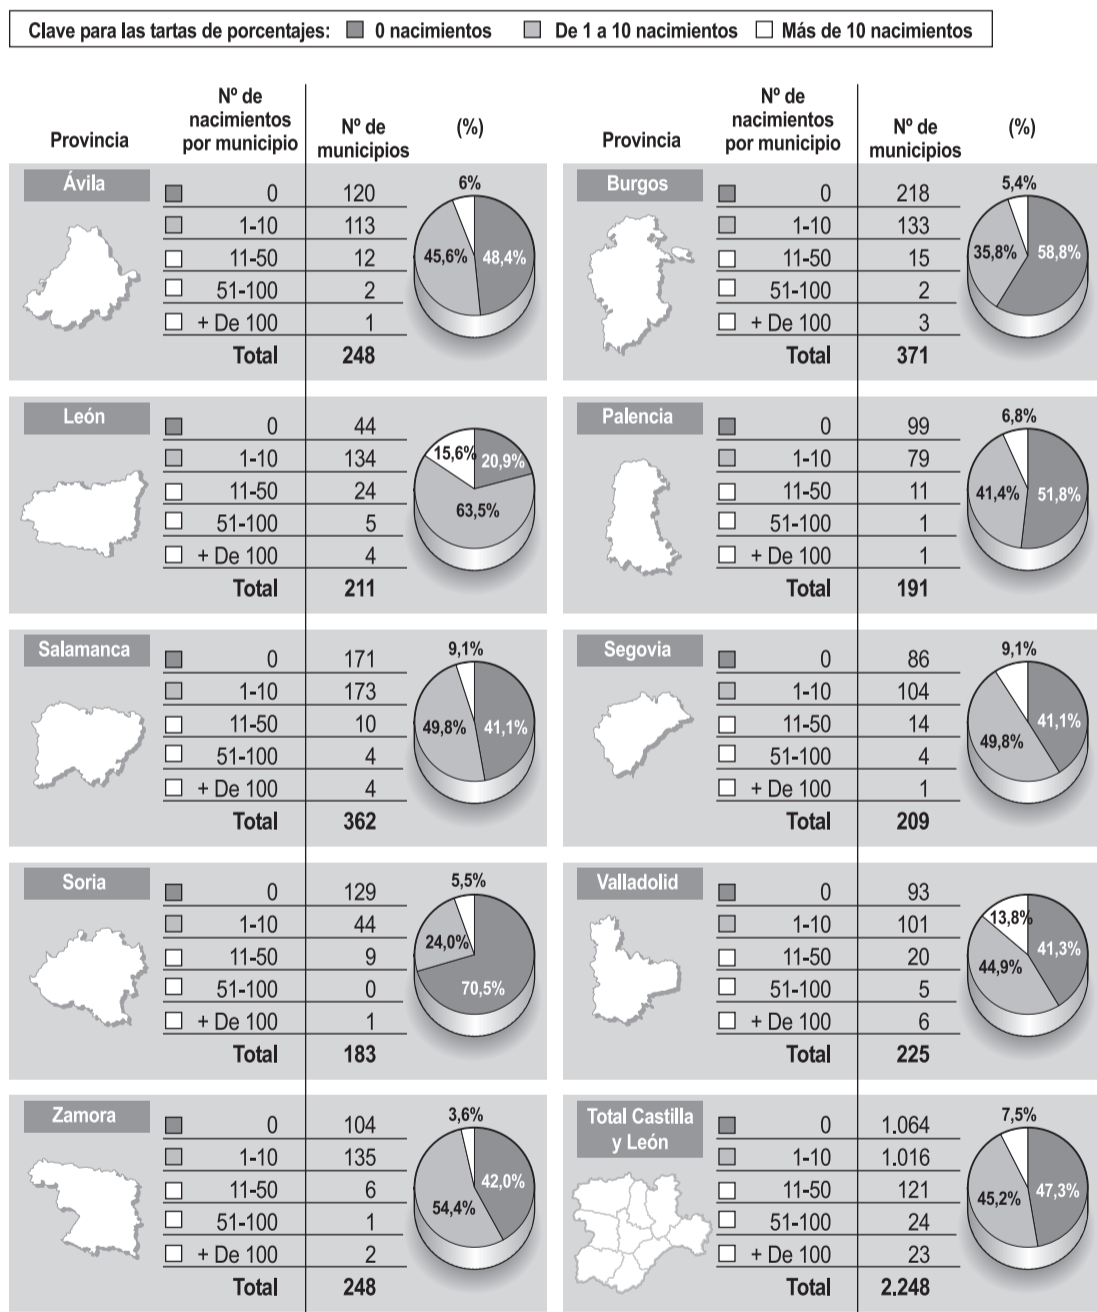 Clave para las tartas de porcentajes: 0 nacimientos De 1 a 10 nacimientos Más de 10 nacimientos
Provincia
Nº de
nacimientos
por municipio
Nº de
municipios
(%)
Provincia
Nº de
nacimientos
por municipio
Nº de
municipios
(%)
Ávila
0 120
1-10 113
11-50 12
51-100 2
+ De 100 1
Total 248
6%
45,6% 48,4%
Burgos
0 218
1-10 133
11-50 15
51-100 2
+ De 100 3
Total 371
5,4%
35,8% 58,8%
León
0 44
1-10 134
11-50 24
51-100 5
+ De 100 4
Total 211
15,6% 20,9%
63,5%
Palencia
0 99
1-10 79
11-50 11
51-100 1
+ De 100 1
Total 191
6,8%
41,4% 51,8%
Salamanca
0 171
1-10 173
11-50 10
51-100 4
+ De 100 4
Total 362
9,1%
49,8% 41,1%
Segovia
0 86
1-10 104
11-50 14
51-100 4
+ De 100 1
Total 209
9,1%
41,1%
49,8%
Soria
0 129
1-10 44
11-50 9
51-100 0
+ De 100 1
Total 183
5,5%
24,0%
70,5%
Valladolid
0 93
1-10 101
11-50 20
51-100 5
+ De 100 6
Total 225
13,8%
41,3%
44,9%
Zamora
0 104
1-10 135
11-50 6
51-100 1
+ De 100 2
Total 248
3,6%
42,0%
54,4%
Total Castilla
y León
0 1.064
1-10 1.016
11-50 121
51-100 24
+ De 100 23
Total 2.248
7,5%
45,2% 47,3%